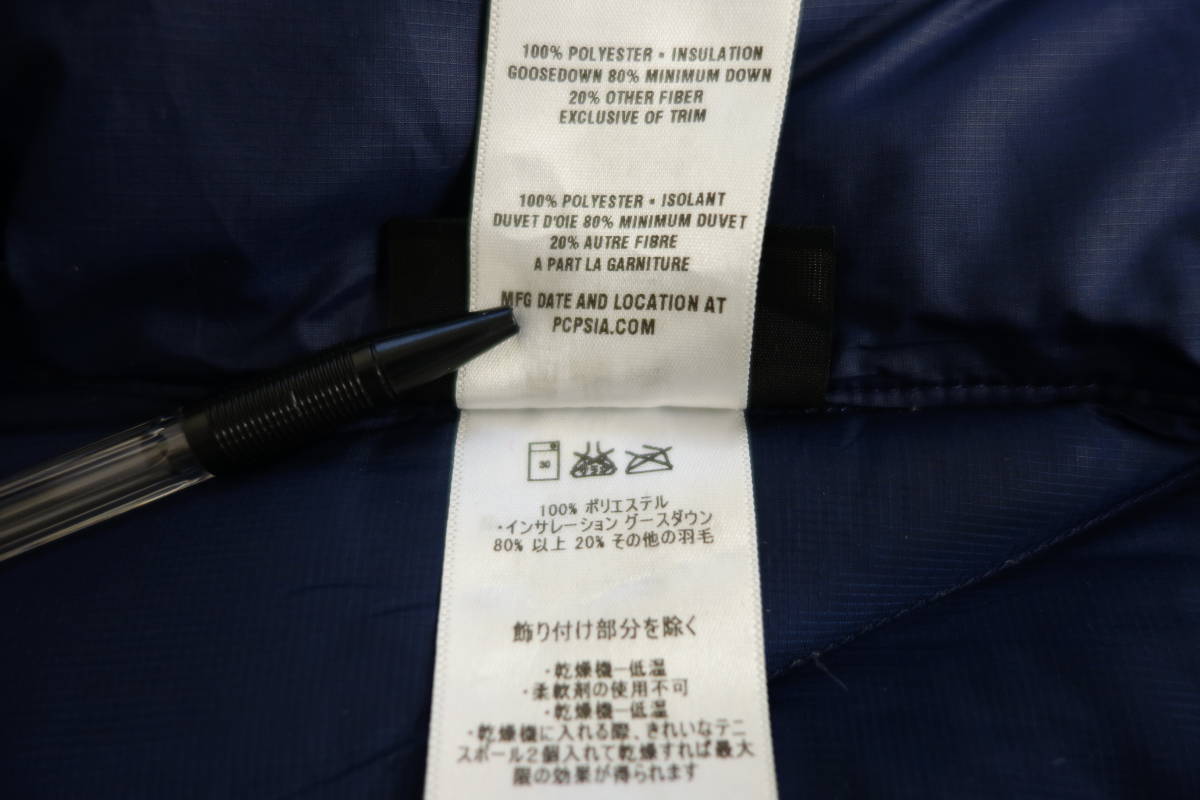 100% POLYESTER • INSULATION
GOOSEDOWN 80% MINIMUM DOWN
20% OTHER FIBER
EXCLUSIVE OF TRIM
100% POLYESTER • ISOLANT
DUVET D'OIE 80% MINIMUM DUVET
20% AUTRE FIBRE
A PART LA GARNITURE
MFG DATE AND LOCATION AT
PCPSIA.COM
30
100% ポリエステル
・インサレーション グースダウン
80% 以上 20% その他の羽毛
飾り付け部分を除く
・乾燥機－低温
・柔軟剤の使用不可
・乾燥機－低温
・乾燥機に入れる際、きれいなテニ
スボール2個入れて乾燥すれば最大
限の効果が得られます